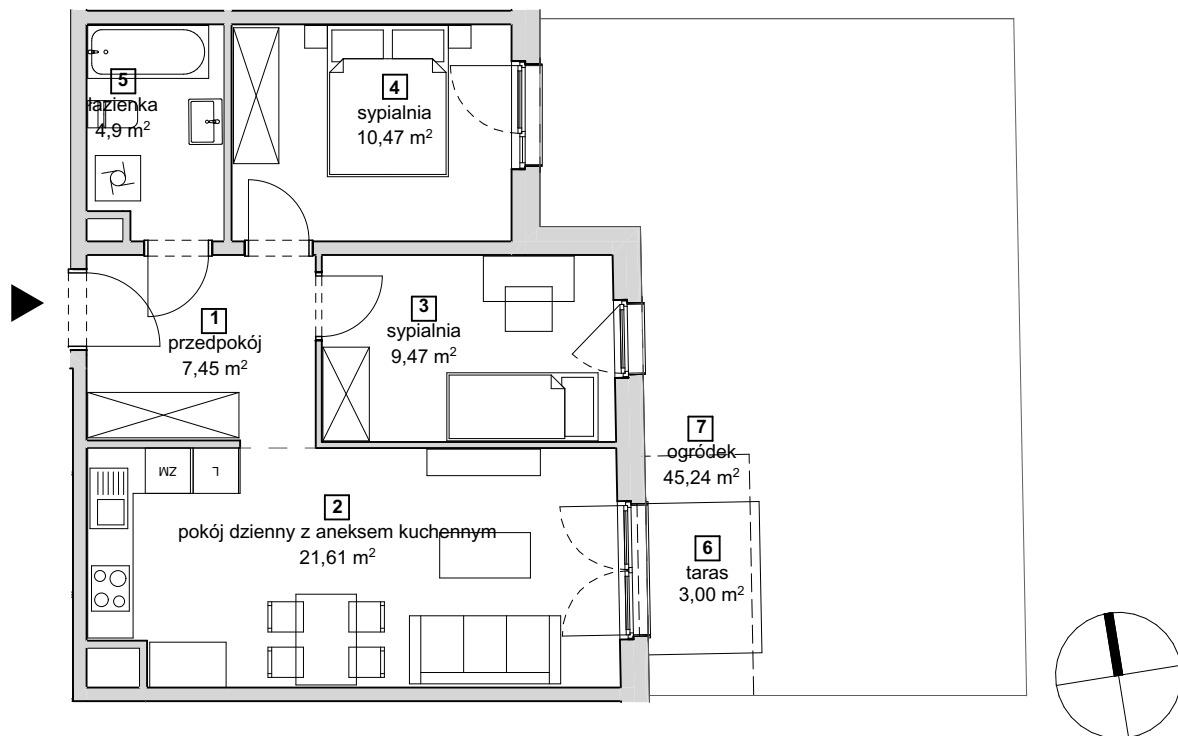 5
łazienka
4,9 m²
4
sypialnia
10,47 m²
1
przedpokój
7,45 m²
3
sypialnia
9,47 m²
ZM
L
2
pokój dzienny z aneksem kuchennym
21,61 m²
7
ogródek
45,24 m²
6
taras
3,00 m²